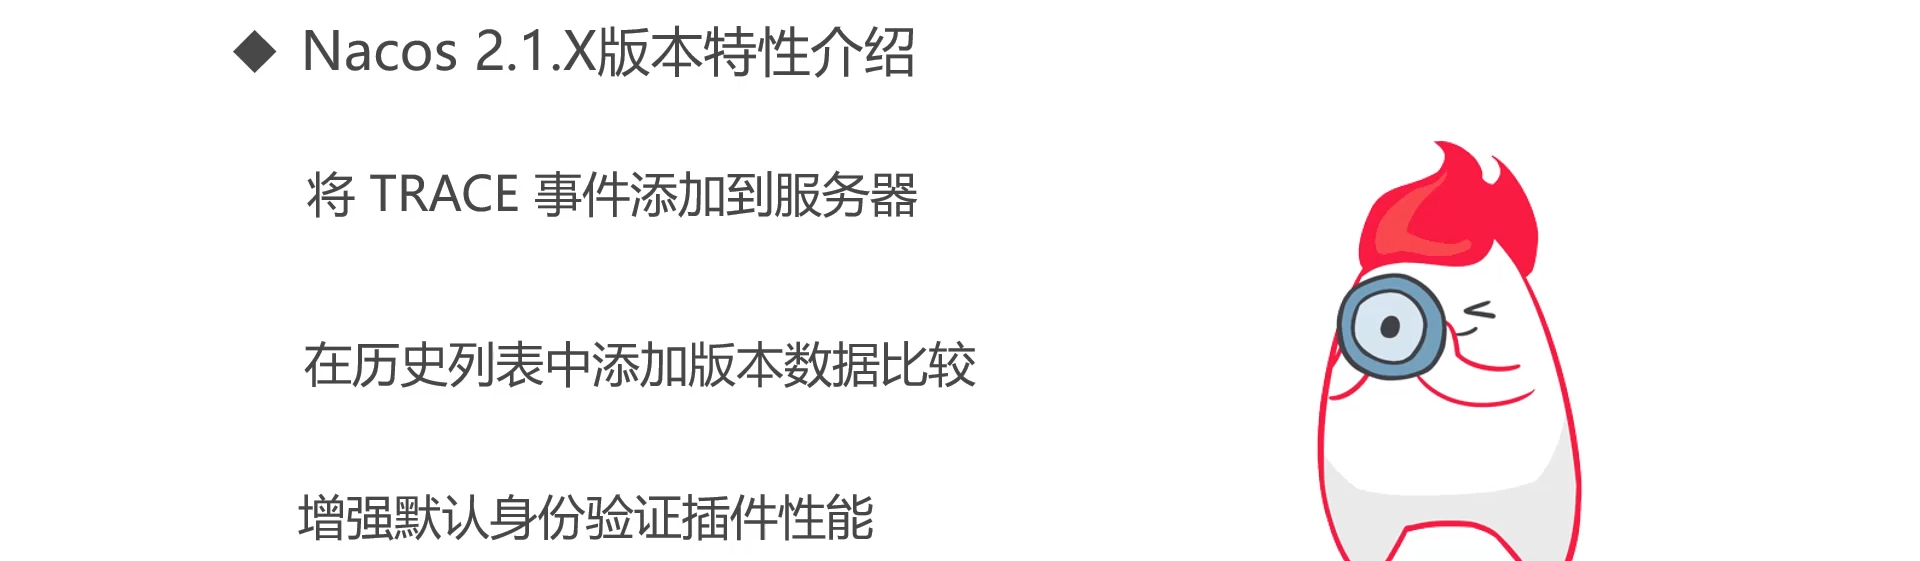 ◆ Nacos 2.1.X版本特性介绍
将 TRACE 事件添加到服务器
在历史列表中添加版本数据比较
增强默认身份验证插件性能